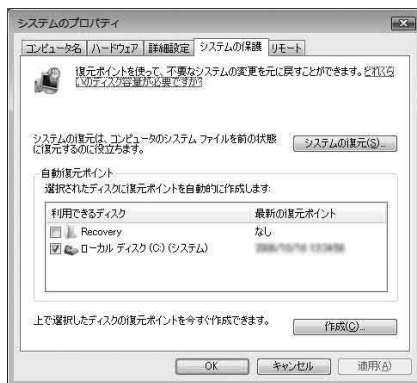 システムのプロパティ
コンピュータ名 ハードウェア 詳細設定 システムの保護 リモート
復元ポイントを使って、不要なシステムの変更を元に戻すことができます。どれくら
いのディスク容量が必要ですか?
システムの復元は、コンピュータのシステム ファイルを前の状態
に復元するのに役立ちます。
システムの復元(S)...
自動復元ポイント
選択されたディスクに復元ポイントを自動的に作成します:
利用できるディスク 最新の復元ポイント
Recovery なし
ローカル ディスク (C:) (システム)
上で選択したディスクの復元ポイントを今すぐ作成できます。
作成(C)...
OK キャンセル 適用(A)